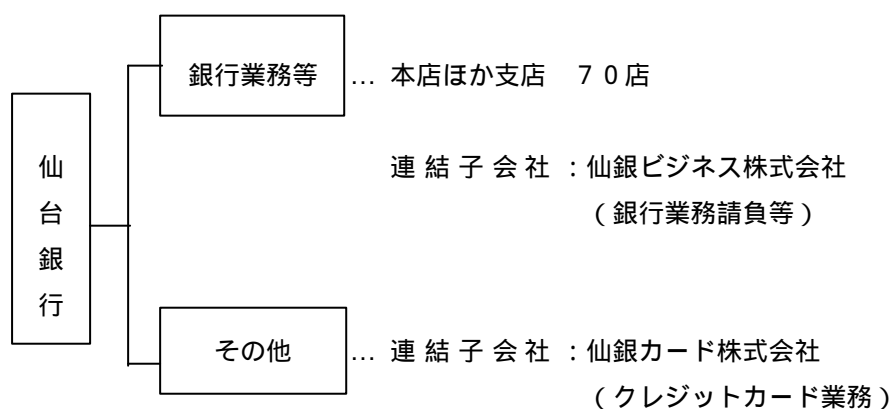 銀行業務等 … 本店ほか支店 70店
仙台銀行
連結子会社:仙銀ビジネス株式会社
(銀行業務請負等)
その他 … 連結子会社:仙銀カード株式会社
(クレジットカード業務)